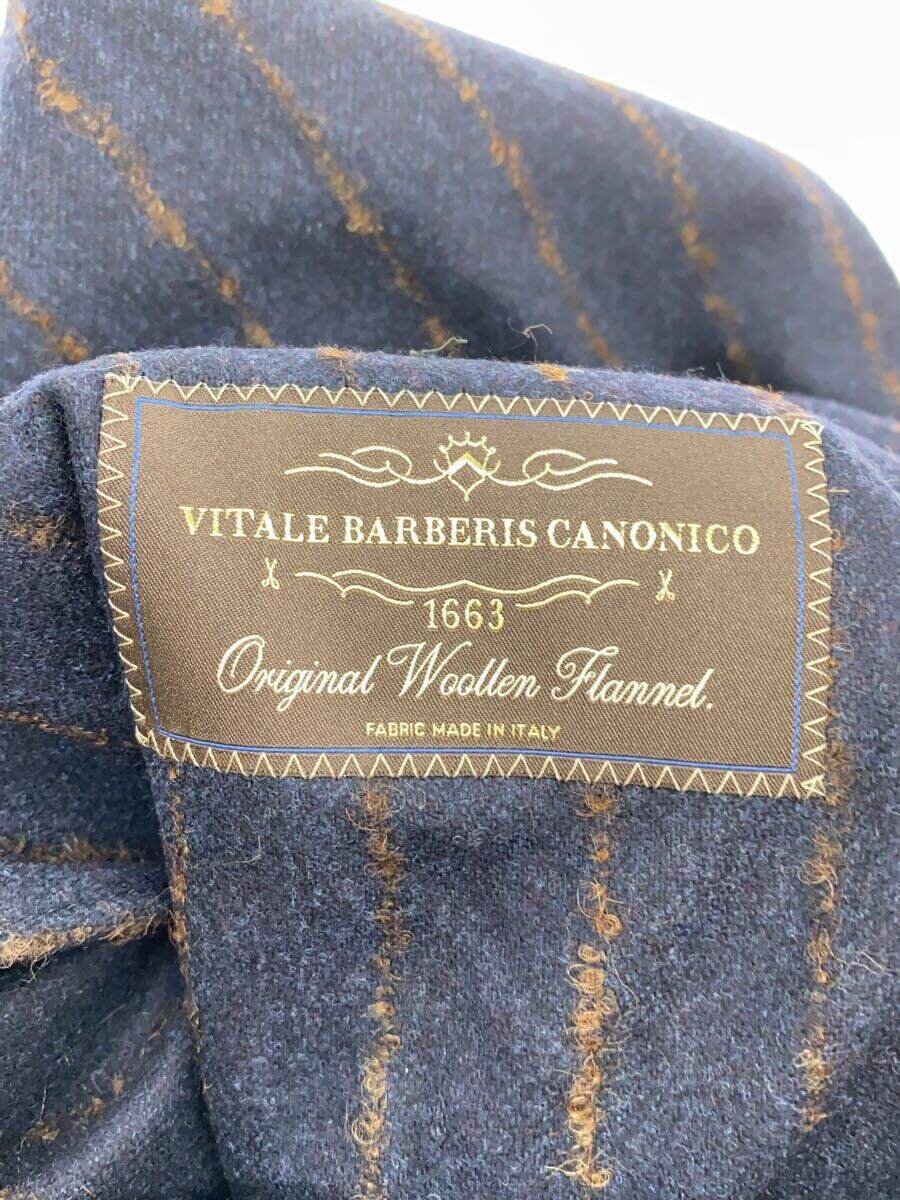 VITALE BARBERIS CANONICO
1663
Original Woollen Flannel.
FABRIC MADE IN ITALY